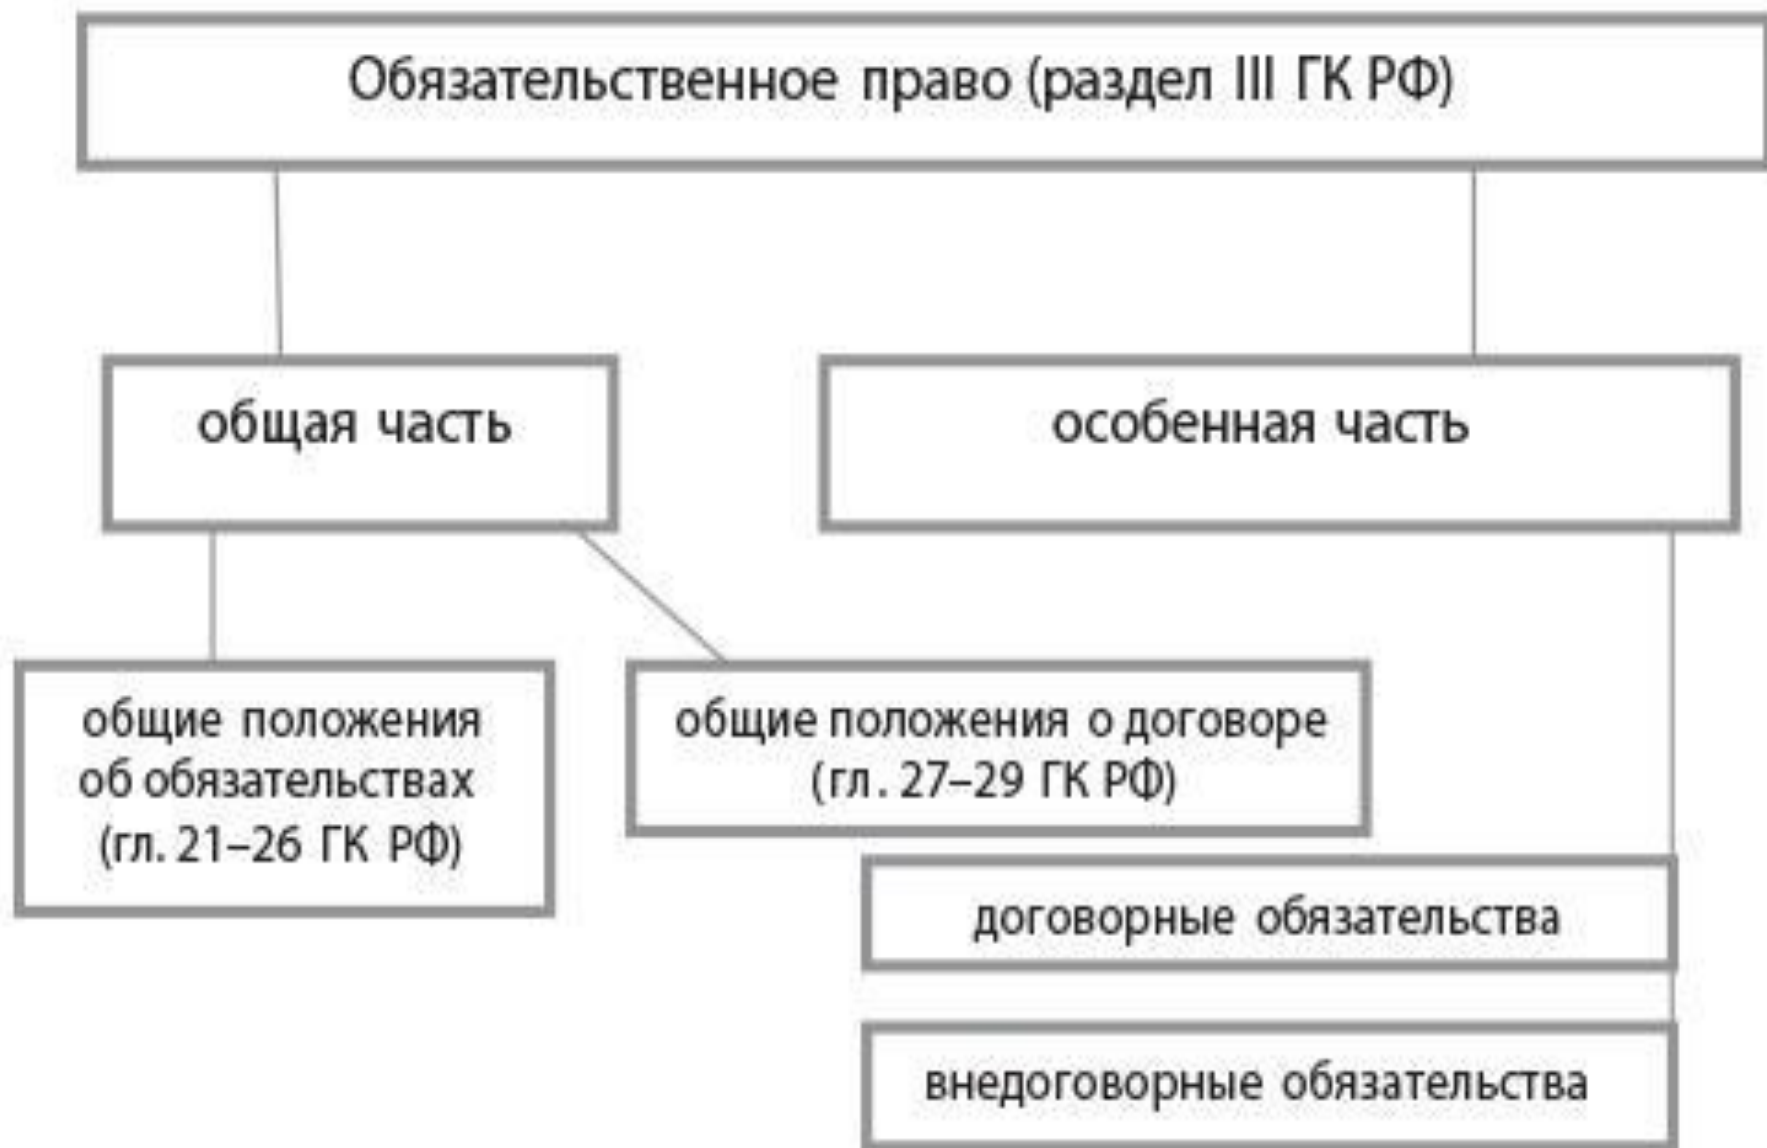 Обязательственное право (раздел III ГК РФ)
общая часть
особенная часть
общие положения
об обязательствах
(гл. 21–26 ГК РФ)
общие положения о договоре
(гл. 27–29 ГК РФ)
договорные обязательства
внедоговорные обязательства